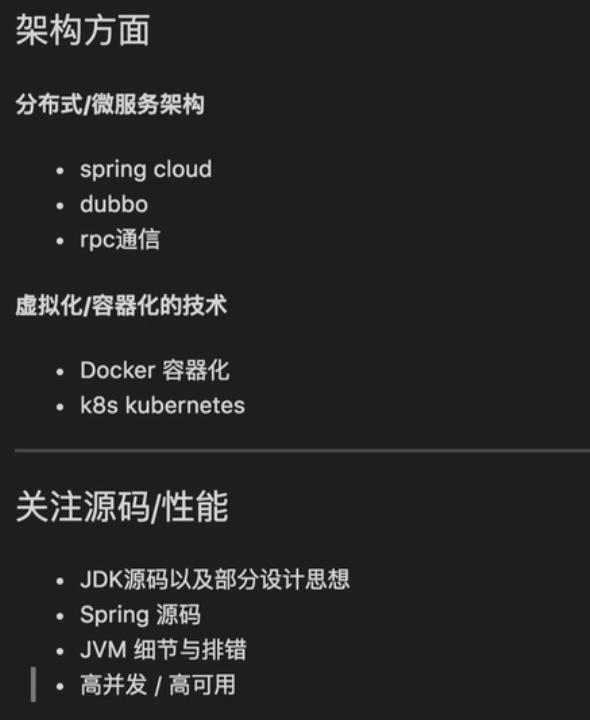 架构方面
分布式/微服务架构
spring cloud
dubbo
rpc通信
虚拟化/容器化的技术
Docker 容器化
k8s kubernetes
关注源码/性能
JDK源码以及部分设计思想
Spring 源码
JVM 细节与排错
高并发 / 高可用